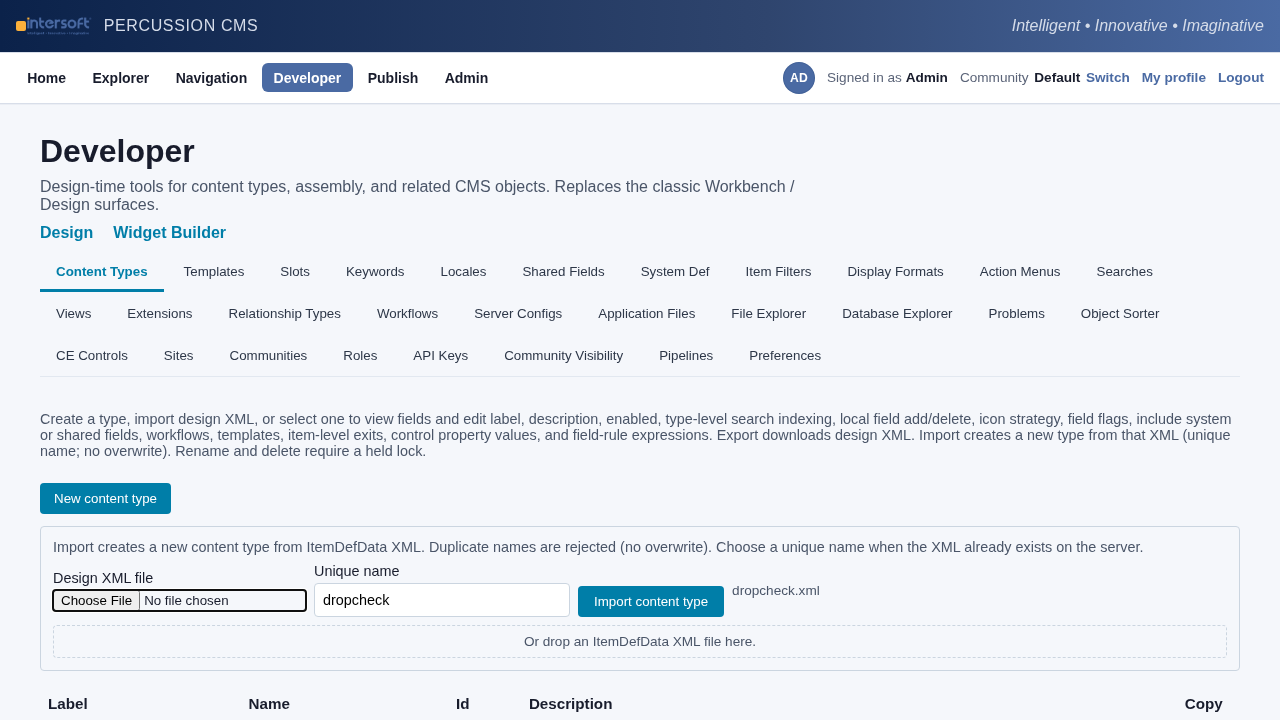 intersoft PERCUSSION CMS Intelligent • Innovative • Imaginative
Home Explorer Navigation Developer Publish Admin AD Signed in as Admin Community Default Switch My profile Logout
Developer
Design-time tools for content types, assembly, and related CMS objects. Replaces the classic Workbench /
Design surfaces.
Design Widget Builder
Content Types Templates Slots Keywords Locales Shared Fields System Def Item Filters Display Formats Action Menus Searches
Views Extensions Relationship Types Workflows Server Configs Application Files File Explorer Database Explorer Problems Object Sorter
CE Controls Sites Communities Roles API Keys Community Visibility Pipelines Preferences
Create a type, import design XML, or select one to view fields and edit label, description, enabled, type-level search indexing, local field add/delete, icon strategy, field flags, include system
or shared fields, workflows, templates, item-level exits, control property values, and field-rule expressions. Export downloads design XML. Import creates a new type from that XML (unique
name; no overwrite). Rename and delete require a held lock.
New content type
Import creates a new content type from ItemDefData XML. Duplicate names are rejected (no overwrite). Choose a unique name when the XML already exists on the server.
Design XML file Unique name
Choose File No file chosen dropcheck Import content type dropcheck.xml
Or drop an ItemDefData XML file here.
Label Name Id Description Copy